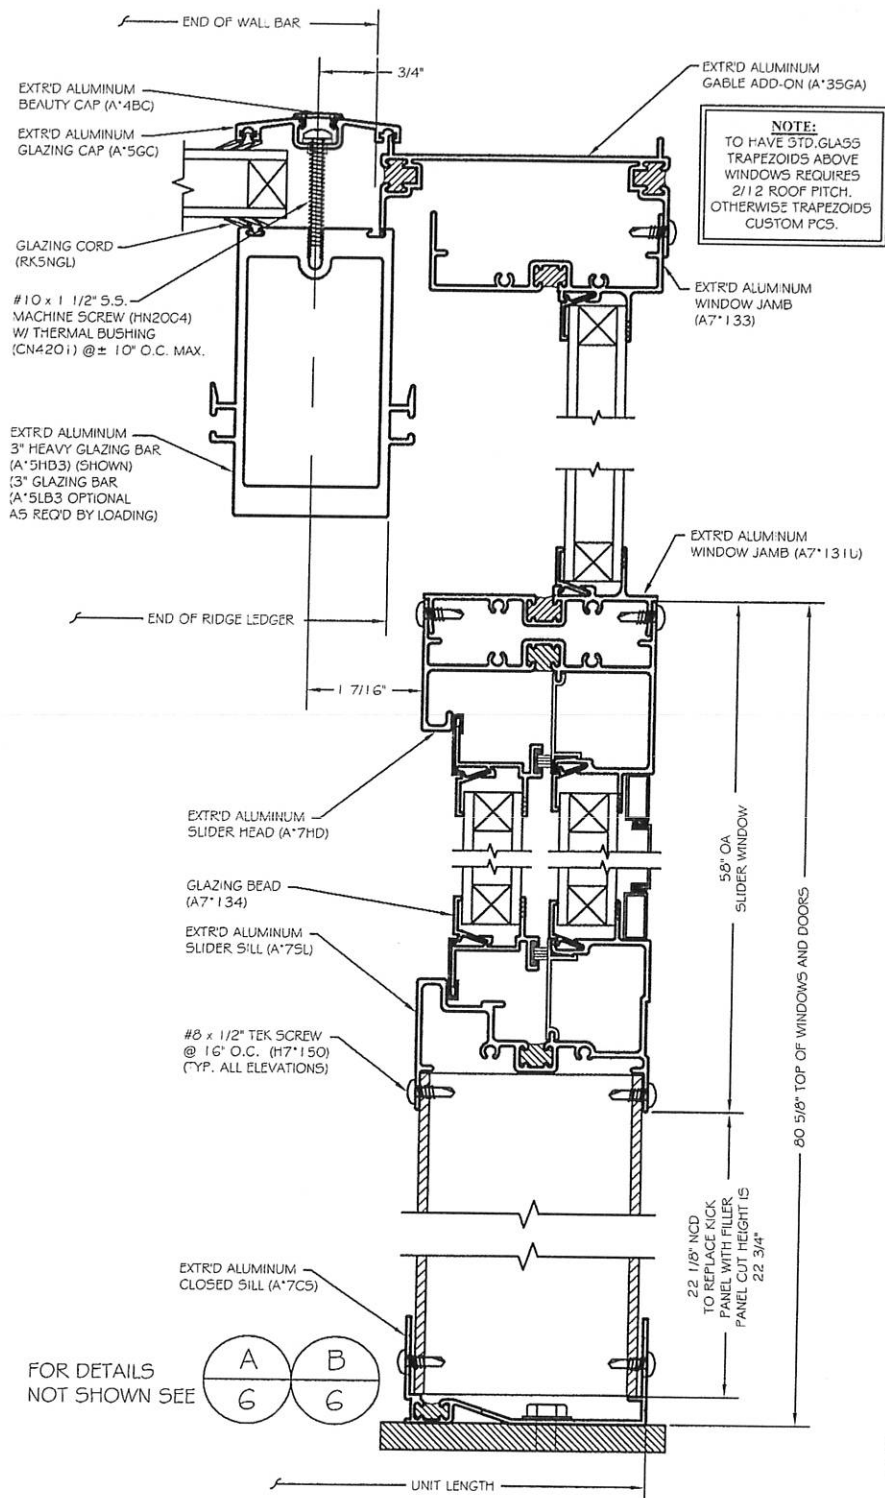 END OF WALL BAR
3/4"
EXTR'D ALUMINUM
BEAUTY CAP (A*4BC)
EXTR'D ALUMINUM
GLAZING CAP (A*5GC)
EXTR'D ALUMINUM
GABLE ADD-ON (A*35GA)
NOTE:
TO HAVE STD.GLASS
TRAPEZOIDS ABOVE
WINDOWS REQUIRES
2/12 ROOF PITCH.
OTHERWISE TRAPEZOIDS
CUSTOM PCS.
GLAZING CORD
(RK5NGL)
#10 x 1 1/2" S.S.
MACHINE SCREW (HN20C4)
W/ THERMAL BUSHING
(CN420i) @± 10" O.C. MAX.
EXTR'D ALUMINUM
WINDOW JAMB
(A7*133)
EXTR'D ALUMINUM
3" HEAVY GLAZING BAR
(A*5HB3) (SHOWN)
(3" GLAZING BAR
(A*5LB3 OPTIONAL
AS REQ'D BY LOADING)
EXTR'D ALUMINUM
WINDOW JAMB (A7*131U)
END OF RIDGE LEDGER
1 7/16"
EXTR'D ALUMINUM
SLIDER HEAD (A*7HD)
GLAZING BEAD
(A7*134)
EXTR'D ALUMINUM
SLIDER SILL (A*7SL)
58" OA
SLIDER WINDOW
80 5/8" TOP OF WINDOWS AND DOORS
#8 x 1/2" TEK SCREW
@ 16" O.C. (H7*150)
(TYP. ALL ELEVATIONS)
22 1/8" NCD
TO REPLACE KICK
PANEL WITH FILLER
PANEL CUT HEIGHT IS
22 3/4"
EXTR'D ALUMINUM
CLOSED SILL (A*7CS)
FOR DETAILS
NOT SHOWN SEE
A
6
B
6
UNIT LENGTH